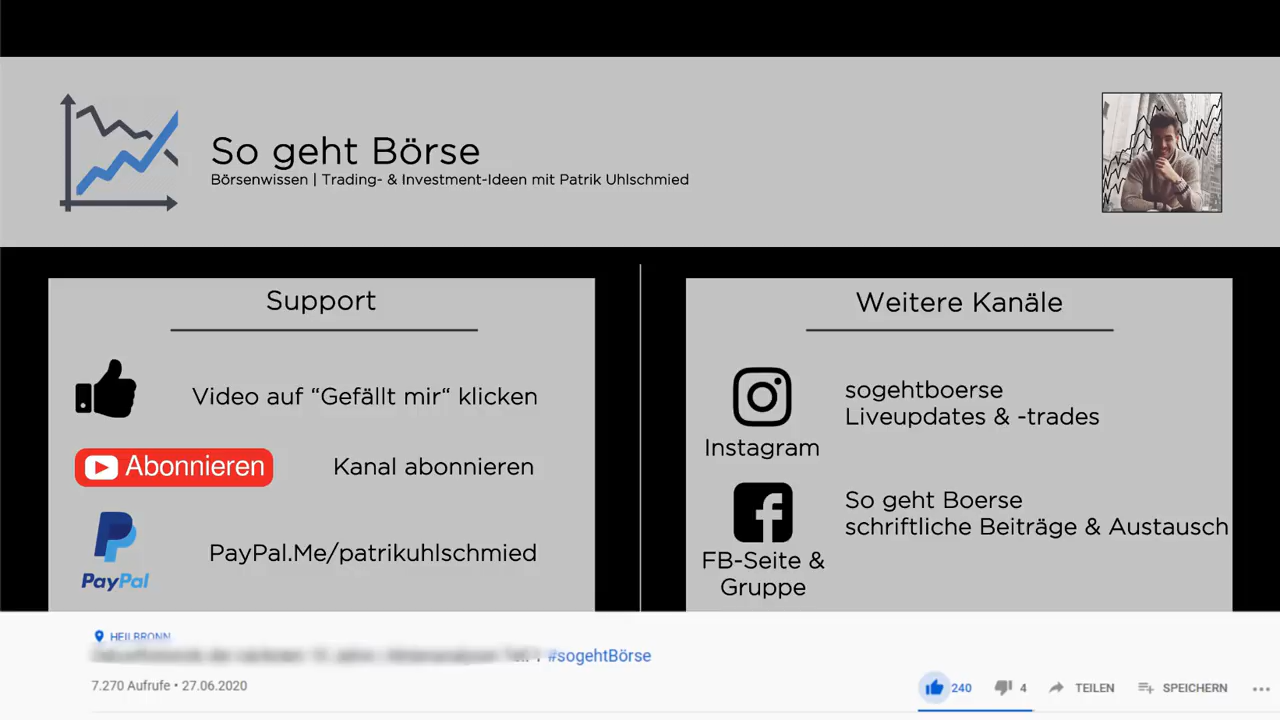 So geht Börse
Börsenwissen | Trading- & Investment-Ideen mit Patrik Uhlschmied
Support
Video auf “Gefällt mir“ klicken
Abonnieren
Kanal abonnieren
PayPal
PayPal.Me/patrikuhlschmied
Weitere Kanäle
sogehtboerse
Liveupdates & -trades
Instagram
So geht Boerse
schriftliche Beiträge & Austausch
FB-Seite &
Gruppe
HEILBRONN
#sogehtBörse
7.270 Aufrufe • 27.06.2020
240
4
TEILEN
SPEICHERN